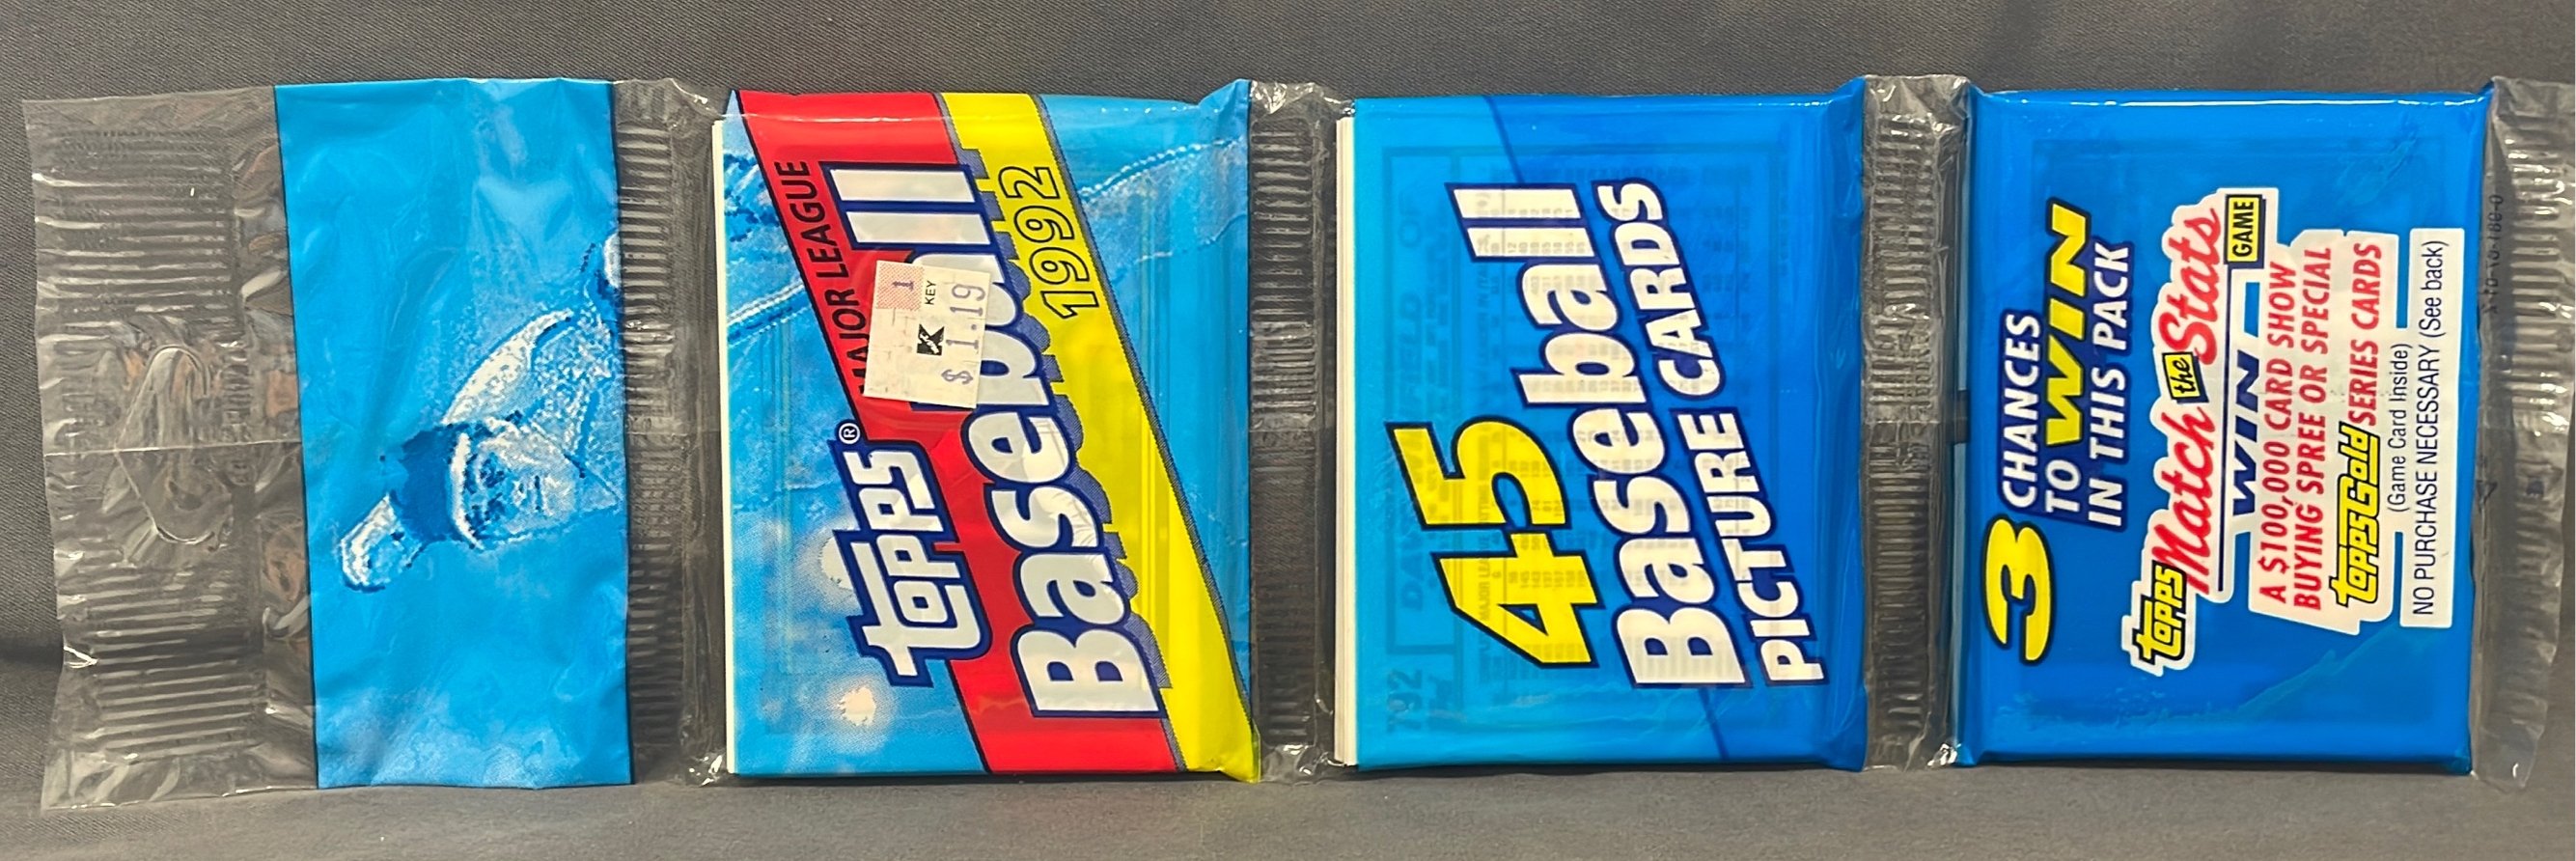 MAJOR LEAGUE
TOPPS®
Baseball
1992
1
KEY
K
$ 1.19
45
Baseball
PICTURE CARDS
792
3 CHANCES
TO WIN
IN THIS PACK
TOPPS Match the Stats
GAME
WIN
A $100,000 CARD SHOW
BUYING SPREE OR SPECIAL
TOPPS Gold SERIES CARDS
(Game Card Inside)
NO PURCHASE NECESSARY (See back)